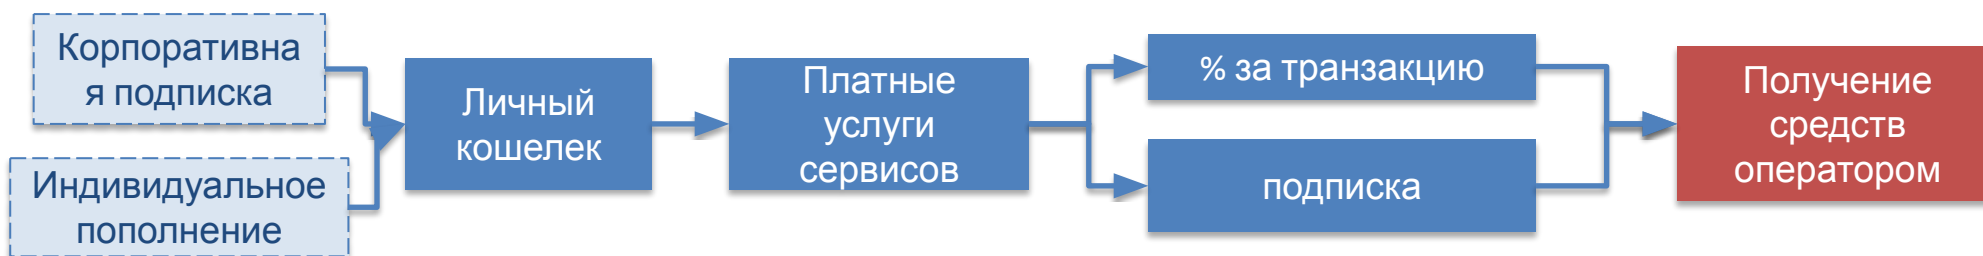 Корпоративна
я подписка
Индивидуальное
пополнение
Личный
кошелек
Платные
услуги
сервисов
% за транзакцию
подписка
Получение
средств
оператором